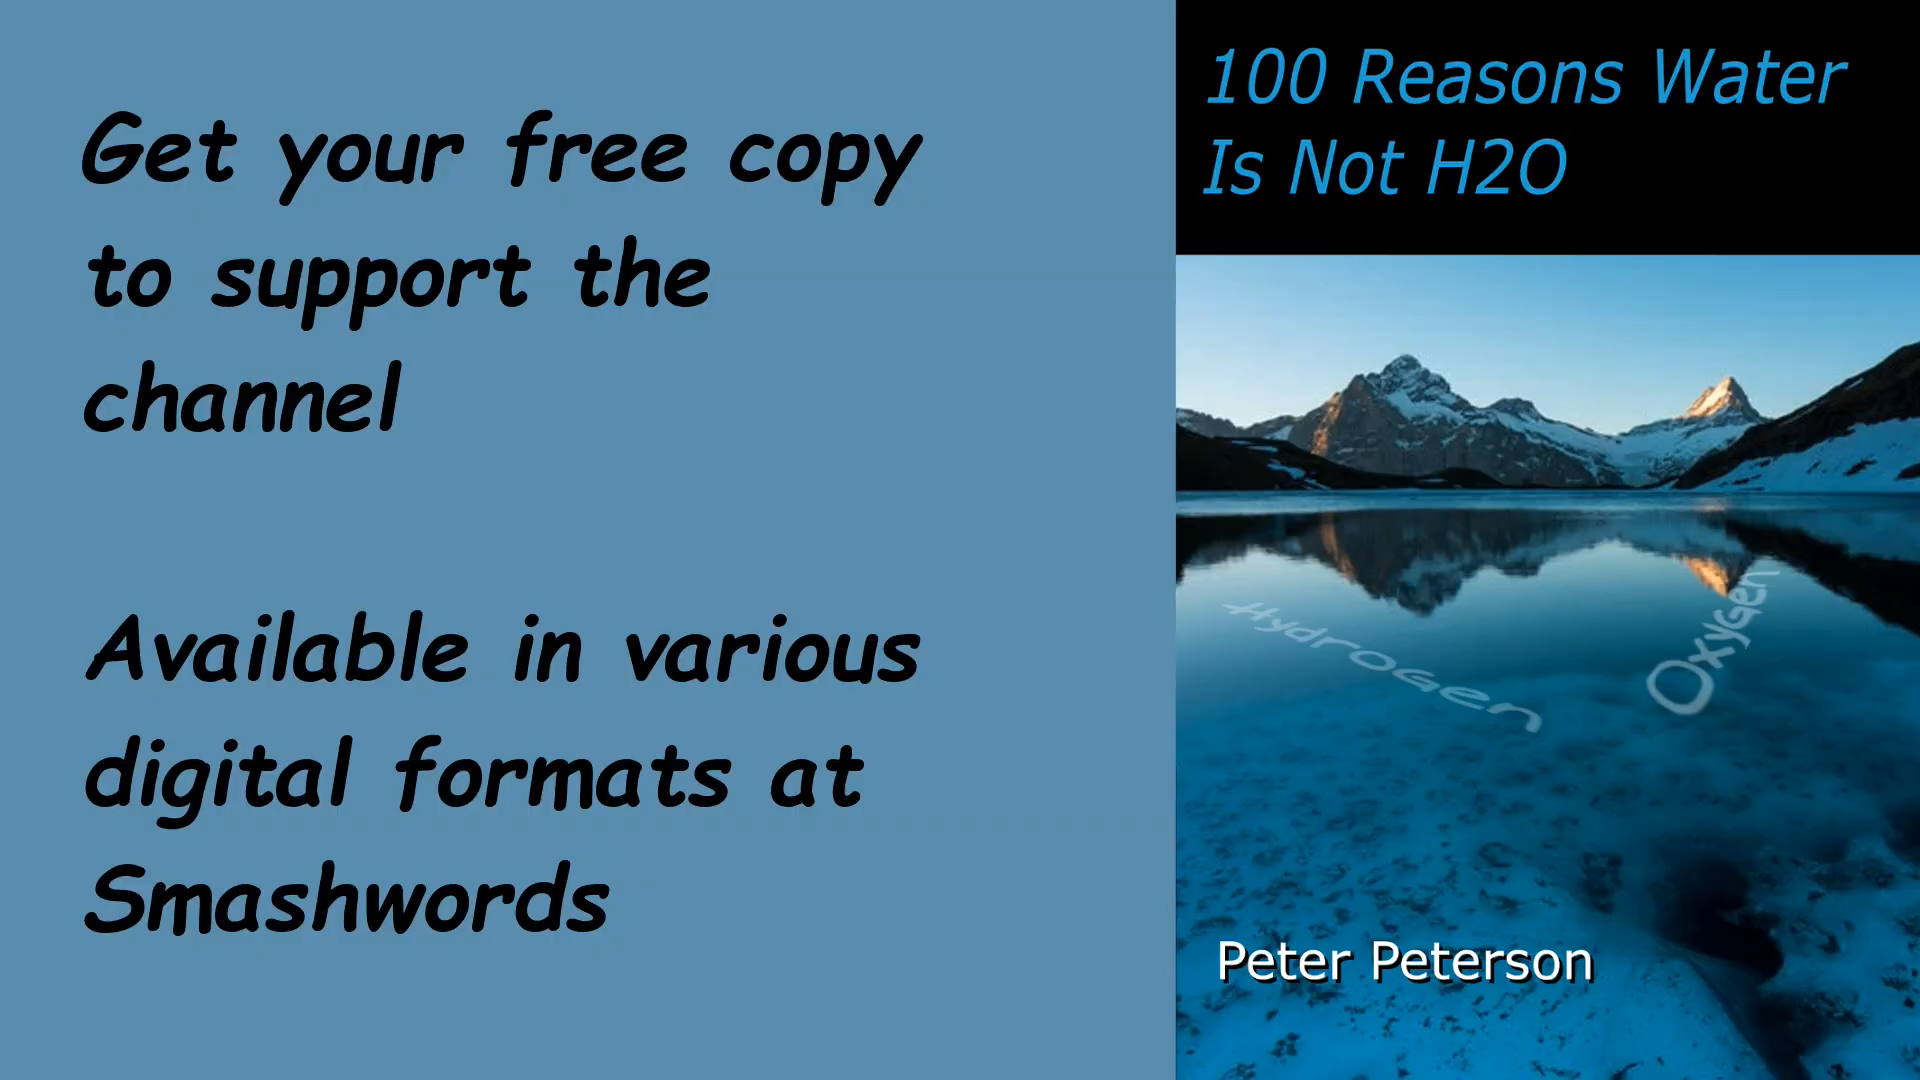 Get your free copy
to support the
channel
Available in various
digital formats at
Smashwords
100 Reasons Water
Is Not H2O
Hydrogen
Oxygen
Peter Peterson